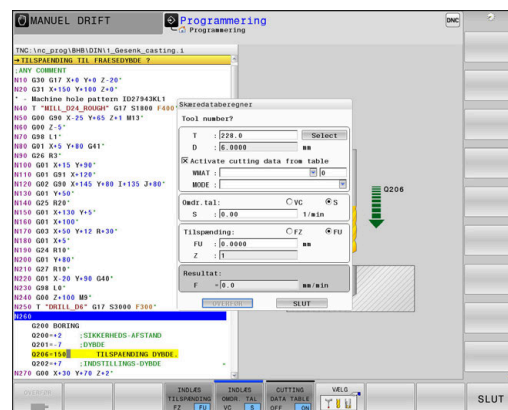 MANUEL DRIFT
Programmering
Programmering
DNC
TNC:\nc_prog\BHB\DIN\1_Gesenk_casting.i
→TILSPAENDING TIL FRAESEDYBDE ?
;ANY COMMENT
N10 G30 G17 X+0 Y+0 Z-20*
N20 G31 X+150 Y+100 Z+0*
* - Machine hole pattern ID27943KL1
N40 T "MILL_D24_ROUGH" G17 S1800 F400*
N50 G00 G90 X-25 Y+65 Z+1 M13*
N60 G00 Z-5*
N70 G98 L1*
N80 G01 X+5 Y+80 G41*
N90 G26 R3*
N100 G01 X+15 Y+90*
N110 G01 G91 X+120*
N120 G02 G90 X+145 Y+80 I+135 J+80*
N130 G01 Y+50*
N140 G25 R20*
N150 G01 X+130 Y+5*
N160 G01 X+100*
N170 G03 X+50 Y+12 R+30*
N180 G01 X+5*
N190 G24 R10*
N200 G01 Y+80*
N210 G27 R10*
N220 G01 X-20 Y+90 G40*
N230 G98 L0*
N240 G00 Z+100 M9*
N250 T "DRILL_D6" G17 S3000 F300*
N260
G200 BORING
Q200=+2 ;SIKKERHEDS-AFSTAND
Q201=-7 ;DYBDE
Q206=150 TILSPAENDING DYBDE.
Q202=+7 ;INDSTILLINGS-DYBDE
N270 G00 X+30 Y+70 Z+2*
Skæredataberegner
Tool number?
T : 228.0 Select
D : 6.0000 mm
Activate cutting data from table
WMAT : 0
MODE :
Omdr.tal: VC S
S : 0.00 1/min
Tilspænding: FZ FU
FU : 0.0000 mm
Z : 1
Resultat:
F =0.0 mm/min
OVERFØR SLUT
Q206
OVERFØR
INDLÆS TILSPÆNDING FZ FU
INDLÆS OMDR. TAL VC S
CUTTING DATA TABLE OFF ON
VÆLG
SLUT